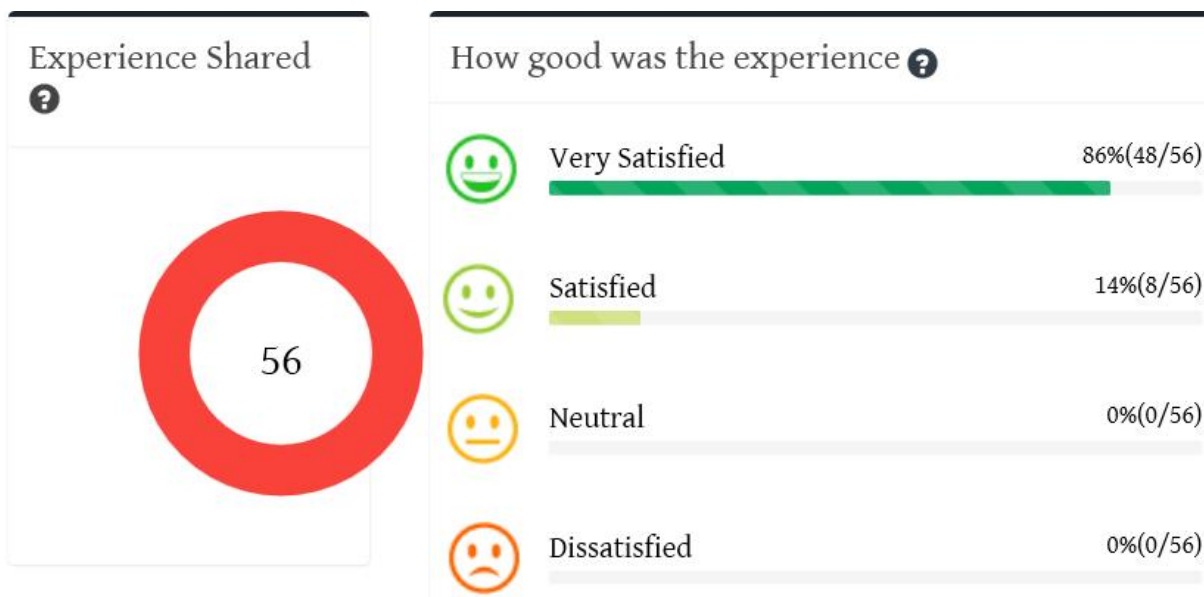 Experience Shared
?
56
How good was the experience ?
Very Satisfied 86%(48/56)
Satisfied 14%(8/56)
Neutral 0%(0/56)
Dissatisfied 0%(0/56)